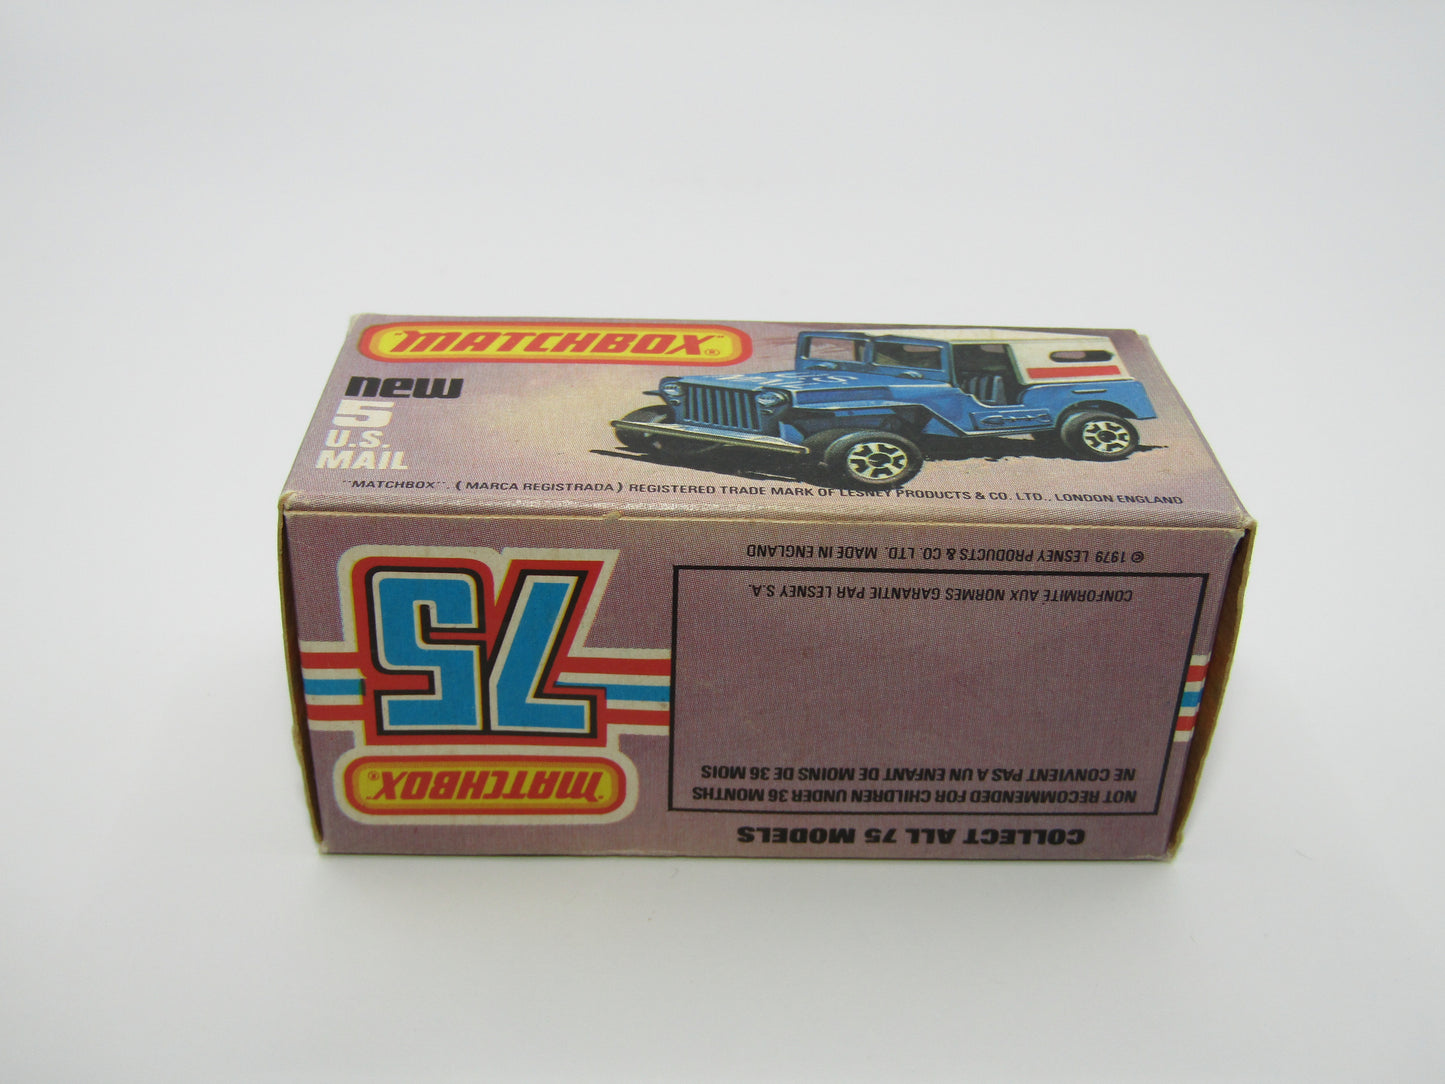 "MATCHBOX"®
new
5
U.S.
MAIL
"MATCHBOX". (MARCA REGISTRADA) REGISTERED TRADE MARK OF LESNEY PRODUCTS & CO. LTD., LONDON ENGLAND
COLLECT ALL 75 MODELS
NOT RECOMMENDED FOR CHILDREN UNDER 36 MONTHS
NE CONVIENT PAS A UN ENFANT DE MOINS DE 36 MOIS
CONFORMITÉ AUX NORMES GARANTIE PAR LESNEY S.A.
© 1979 LESNEY PRODUCTS & CO. LTD. MADE IN ENGLAND
"MATCHBOX"®
75